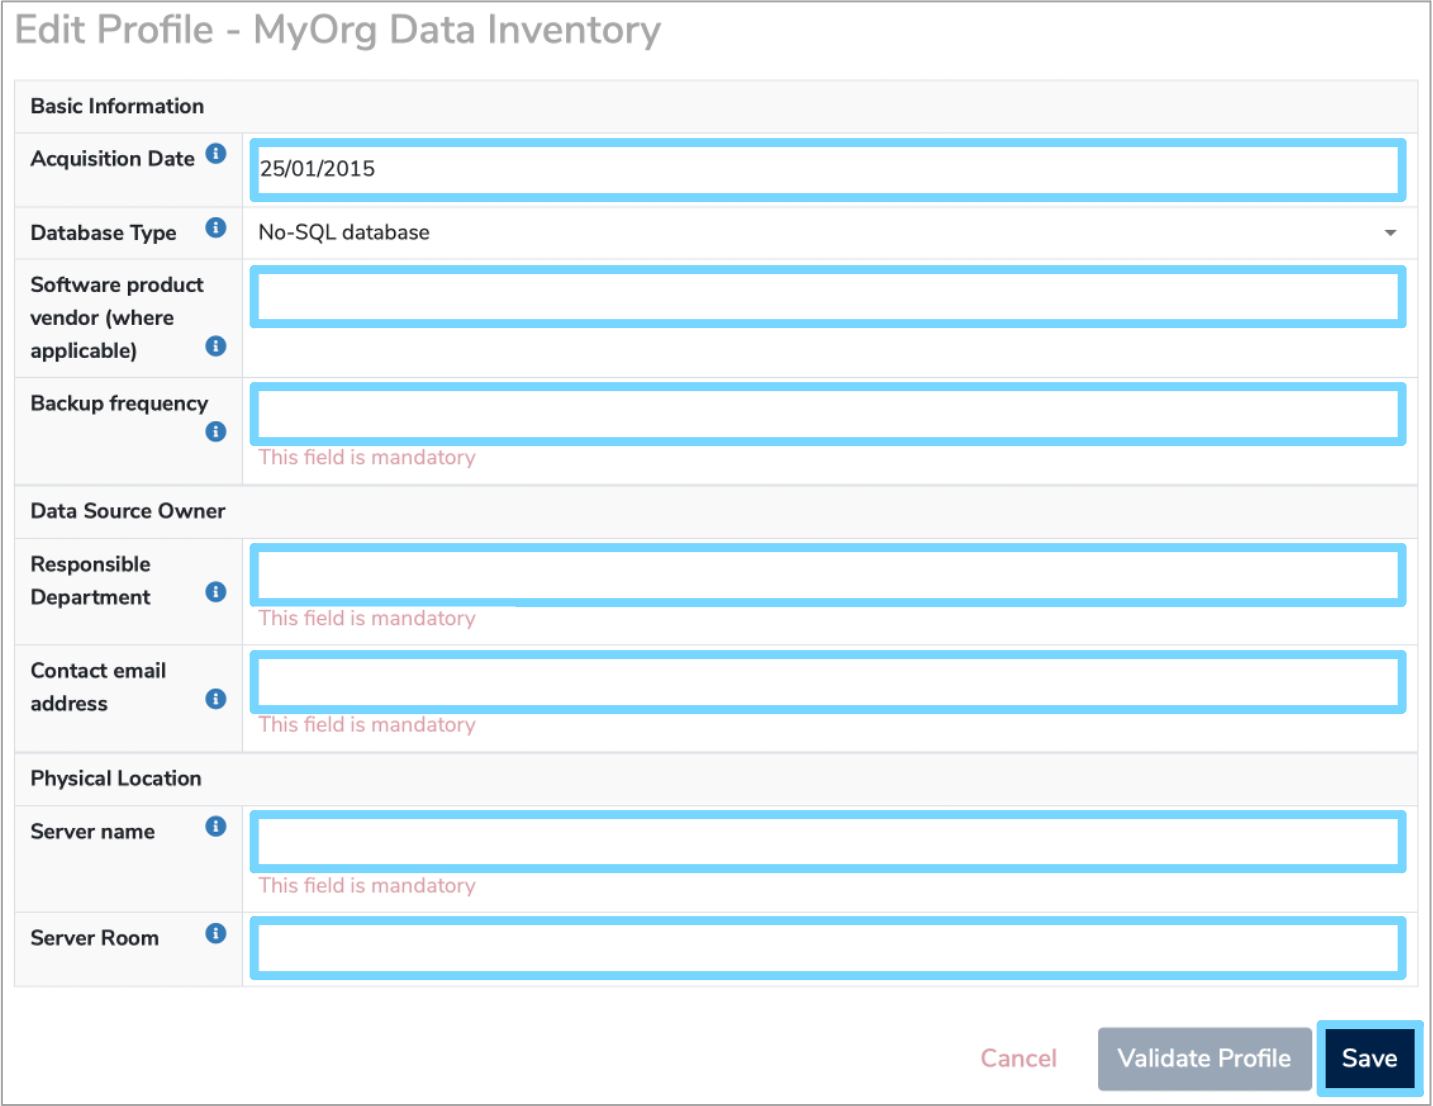 Edit Profile - MyOrg Data Inventory
Basic Information
Acquisition Date
25/01/2015
Database Type
No-SQL database
Software product
vendor (where
applicable)
Backup frequency
This field is mandatory
Data Source Owner
Responsible
Department
This field is mandatory
Contact email
address
This field is mandatory
Physical Location
Server name
This field is mandatory
Server Room
Cancel
Validate Profile
Save